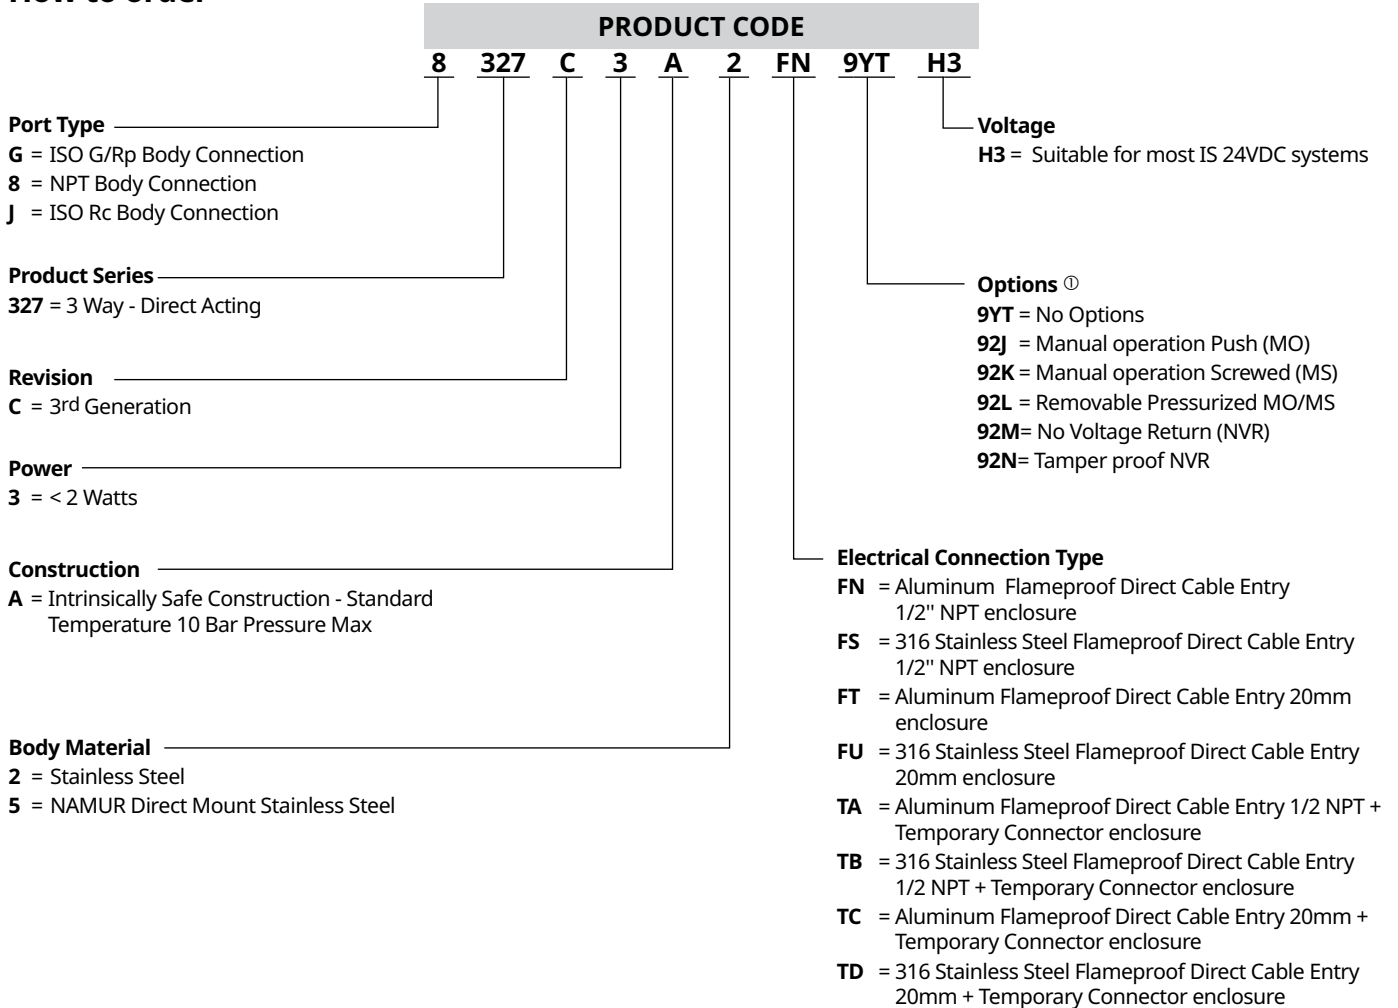 How to order
PRODUCT CODE
8 327 C 3 A 2 FN 9YT H3
Port Type
G = ISO G/Rp Body Connection
8 = NPT Body Connection
J = ISO Rc Body Connection
Product Series
327 = 3 Way - Direct Acting
Revision
C = 3rd Generation
Power
3 = < 2 Watts
Construction
A = Intrinsically Safe Construction - Standard
Temperature 10 Bar Pressure Max
Body Material
2 = Stainless Steel
5 = NAMUR Direct Mount Stainless Steel
Voltage
H3 = Suitable for most IS 24VDC systems
Options ①
9YT = No Options
92J = Manual operation Push (MO)
92K = Manual operation Screwed (MS)
92L = Removable Pressurized MO/MS
92M= No Voltage Return (NVR)
92N= Tamper proof NVR
Electrical Connection Type
FN = Aluminum Flameproof Direct Cable Entry
1/2" NPT enclosure
FS = 316 Stainless Steel Flameproof Direct Cable Entry
1/2" NPT enclosure
FT = Aluminum Flameproof Direct Cable Entry 20mm
enclosure
FU = 316 Stainless Steel Flameproof Direct Cable Entry
20mm enclosure
TA = Aluminum Flameproof Direct Cable Entry 1/2 NPT +
Temporary Connector enclosure
TB = 316 Stainless Steel Flameproof Direct Cable Entry
1/2 NPT + Temporary Connector enclosure
TC = Aluminum Flameproof Direct Cable Entry 20mm +
Temporary Connector enclosure
TD = 316 Stainless Steel Flameproof Direct Cable Entry
20mm + Temporary Connector enclosure